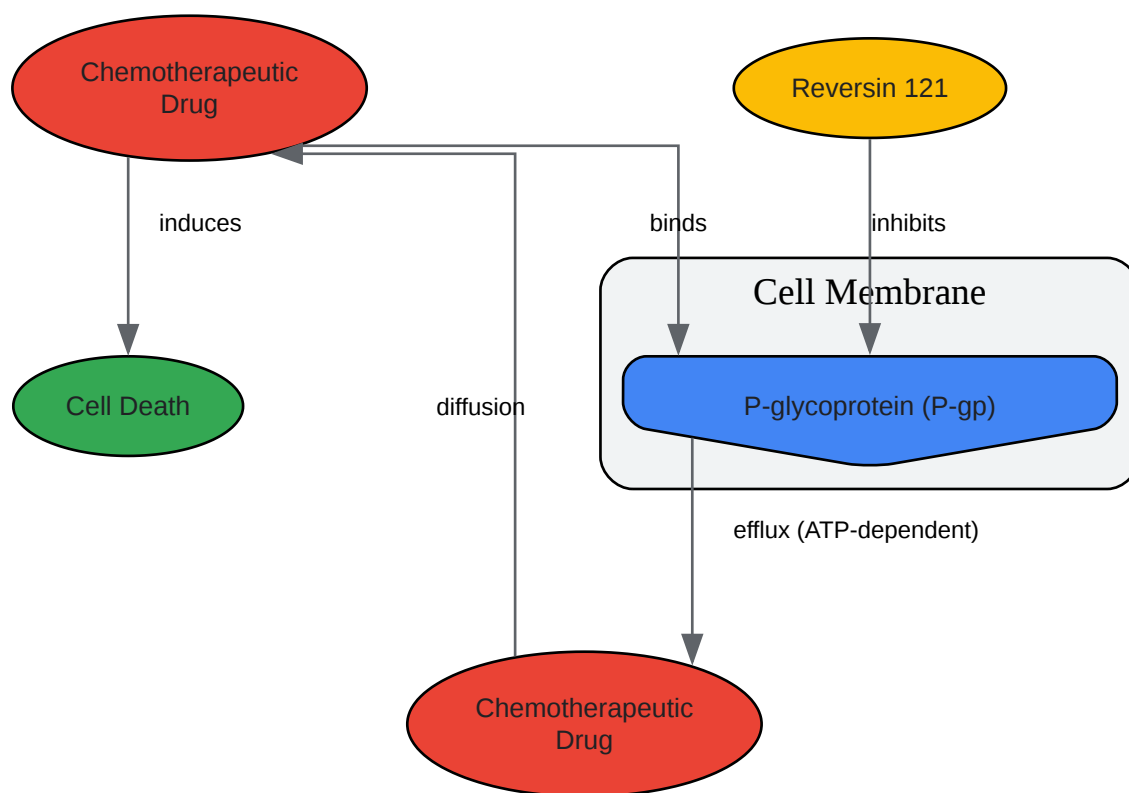 Chemotherapeutic
Drug
Reversin 121
induces
binds
inhibits
Cell Membrane
Cell Death
diffusion
P-glycoprotein (P-gp)
efflux (ATP-dependent)
Chemotherapeutic
Drug